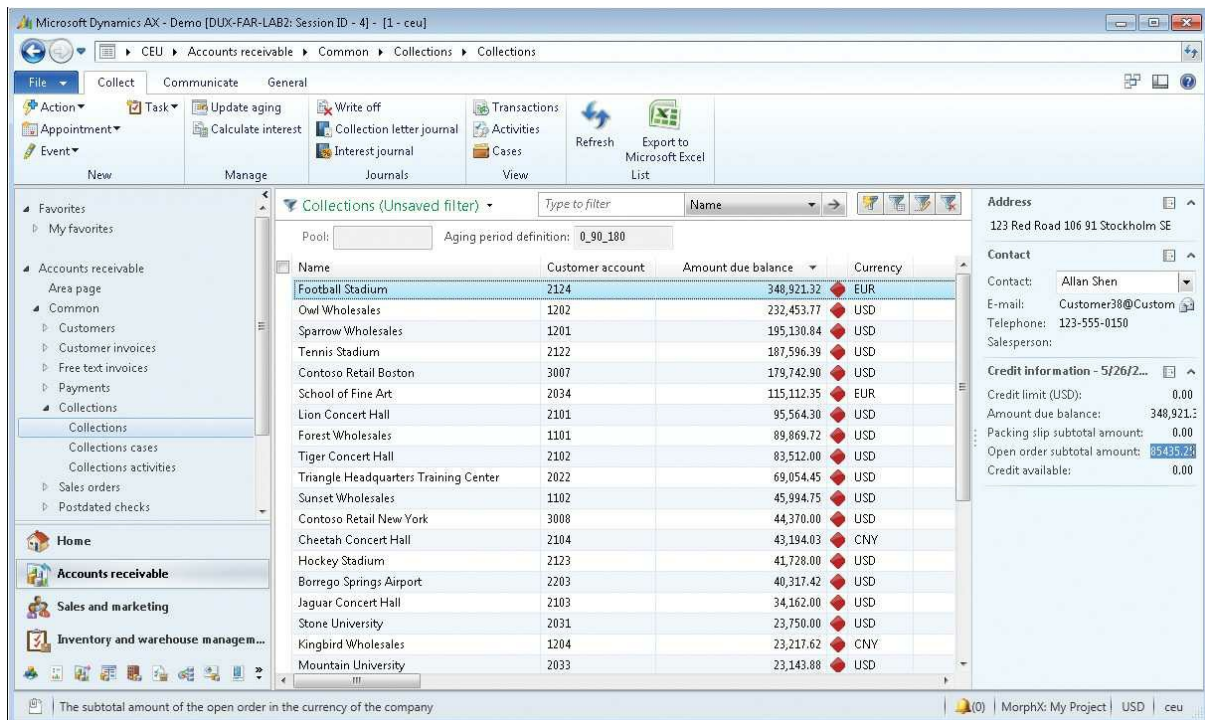 Microsoft Dynamics AX - Demo [DUX-FAR-LAB2: Session ID - 4] - [1 - ceu]
CEU Accounts receivable Common Collections Collections
File Collect Communicate General
Action Task Update aging Write off Transactions
Appointment Calculate interest Collection letter journal Activities Refresh Export to Microsoft Excel
Event Interest journal Cases
New Manage Journals View List
Favorites
My favorites
Accounts receivable
Area page
Common
Customers
Customer invoices
Free text invoices
Payments
Collections
Collections
Collections cases
Collections activities
Sales orders
Postdated checks
Home
Accounts receivable
Sales and marketing
Inventory and warehouse managem...
Collections (Unsaved filter) Type to filter Name
Pool: Aging period definition: 0_90_180
Name Customer account Amount due balance Currency
Football Stadium 2124 348,921.32 EUR
Owl Wholesales 1202 232,453.77 USD
Sparrow Wholesales 1201 195,130.84 USD
Tennis Stadium 2122 187,596.39 USD
Contoso Retail Boston 3007 179,742.90 USD
School of Fine Art 2034 115,112.35 EUR
Lion Concert Hall 2101 95,564.30 USD
Forest Wholesales 1101 89,869.72 USD
Tiger Concert Hall 2102 83,512.00 USD
Triangle Headquarters Training Center 2022 69,054.45 USD
Sunset Wholesales 1102 45,994.75 USD
Contoso Retail New York 3008 44,370.00 USD
Cheetah Concert Hall 2104 43,194.03 CNY
Hockey Stadium 2123 41,728.00 USD
Borrego Springs Airport 2203 40,317.42 USD
Jaguar Concert Hall 2103 34,162.00 USD
Stone University 2031 23,750.00 USD
Kingbird Wholesales 1204 23,217.62 CNY
Mountain University 2033 23,143.88 USD
Address
123 Red Road 106 91 Stockholm SE
Contact
Contact: Allan Shen
E-mail: Customer38@Custom
Telephone: 123-555-0150
Salesperson:
Credit information - 5/26/2...
Credit limit (USD): 0.00
Amount due balance: 348,921.3
Packing slip subtotal amount: 0.00
Open order subtotal amount:
Credit available: 0.00
The subtotal amount of the open order in the currency of the company
(0) MorphX: My Project USD ceu